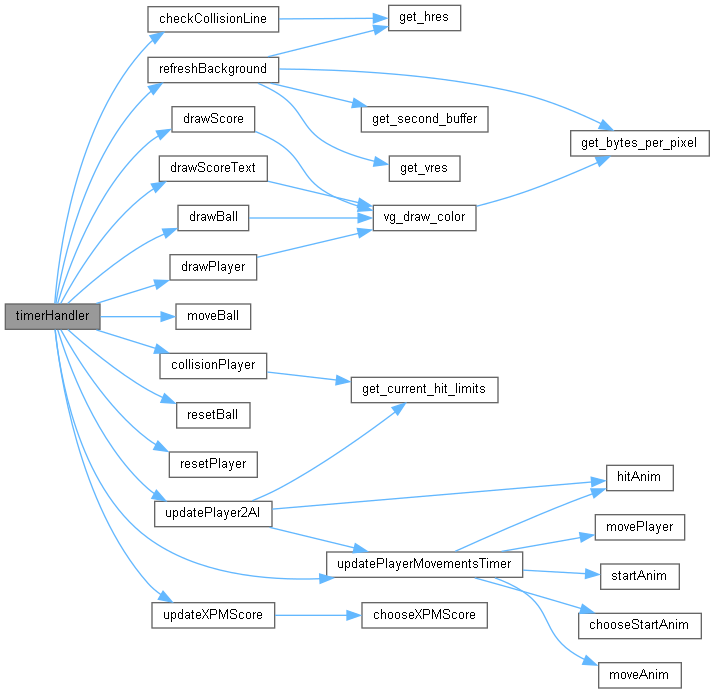 checkCollisionLine
get_hres
refreshBackground
drawScore
get_second_buffer
get_bytes_per_pixel
drawScoreText
get_vres
drawBall
vg_draw_color
drawPlayer
timerHandler
moveBall
collisionPlayer
get_current_hit_limits
resetBall
resetPlayer
hitAnim
updatePlayer2AI
movePlayer
updatePlayerMovementsTimer
startAnim
updateXPMScore
chooseXPMScore
chooseStartAnim
moveAnim